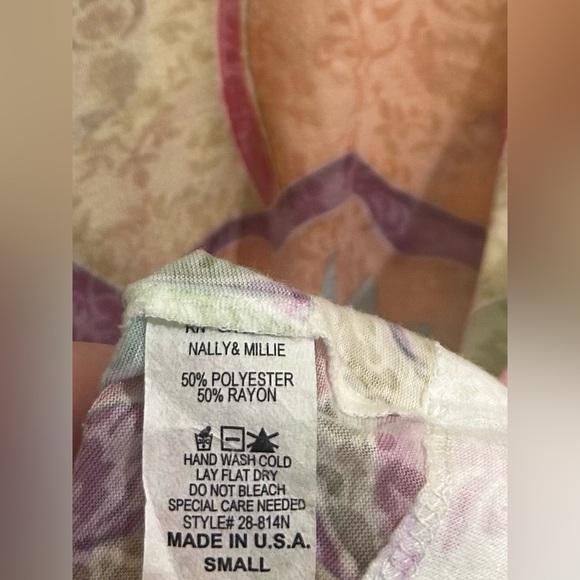 NALLY& MILLIE
50% POLYESTER
50% RAYON
HAND WASH COLD
LAY FLAT DRY
DO NOT BLEACH
SPECIAL CARE NEEDED
STYLE# 28-814N
MADE IN U.S.A.
SMALL